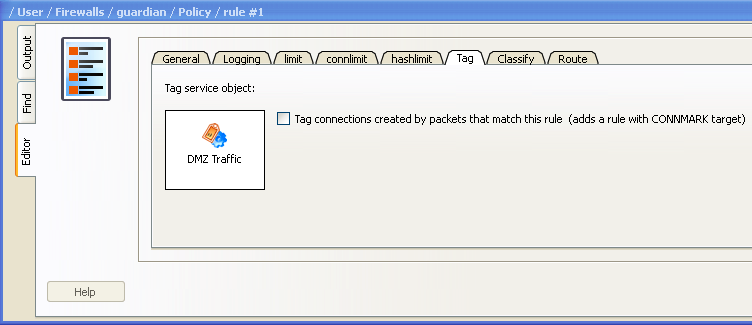 / User / Firewalls / guardian / Policy / rule #1
Output
Find
Editor
General Logging limit connlimit hashlimit Tag Classify Route
Tag service object:
DMZ Traffic
Tag connections created by packets that match this rule (adds a rule with CONNMARK target)
Help